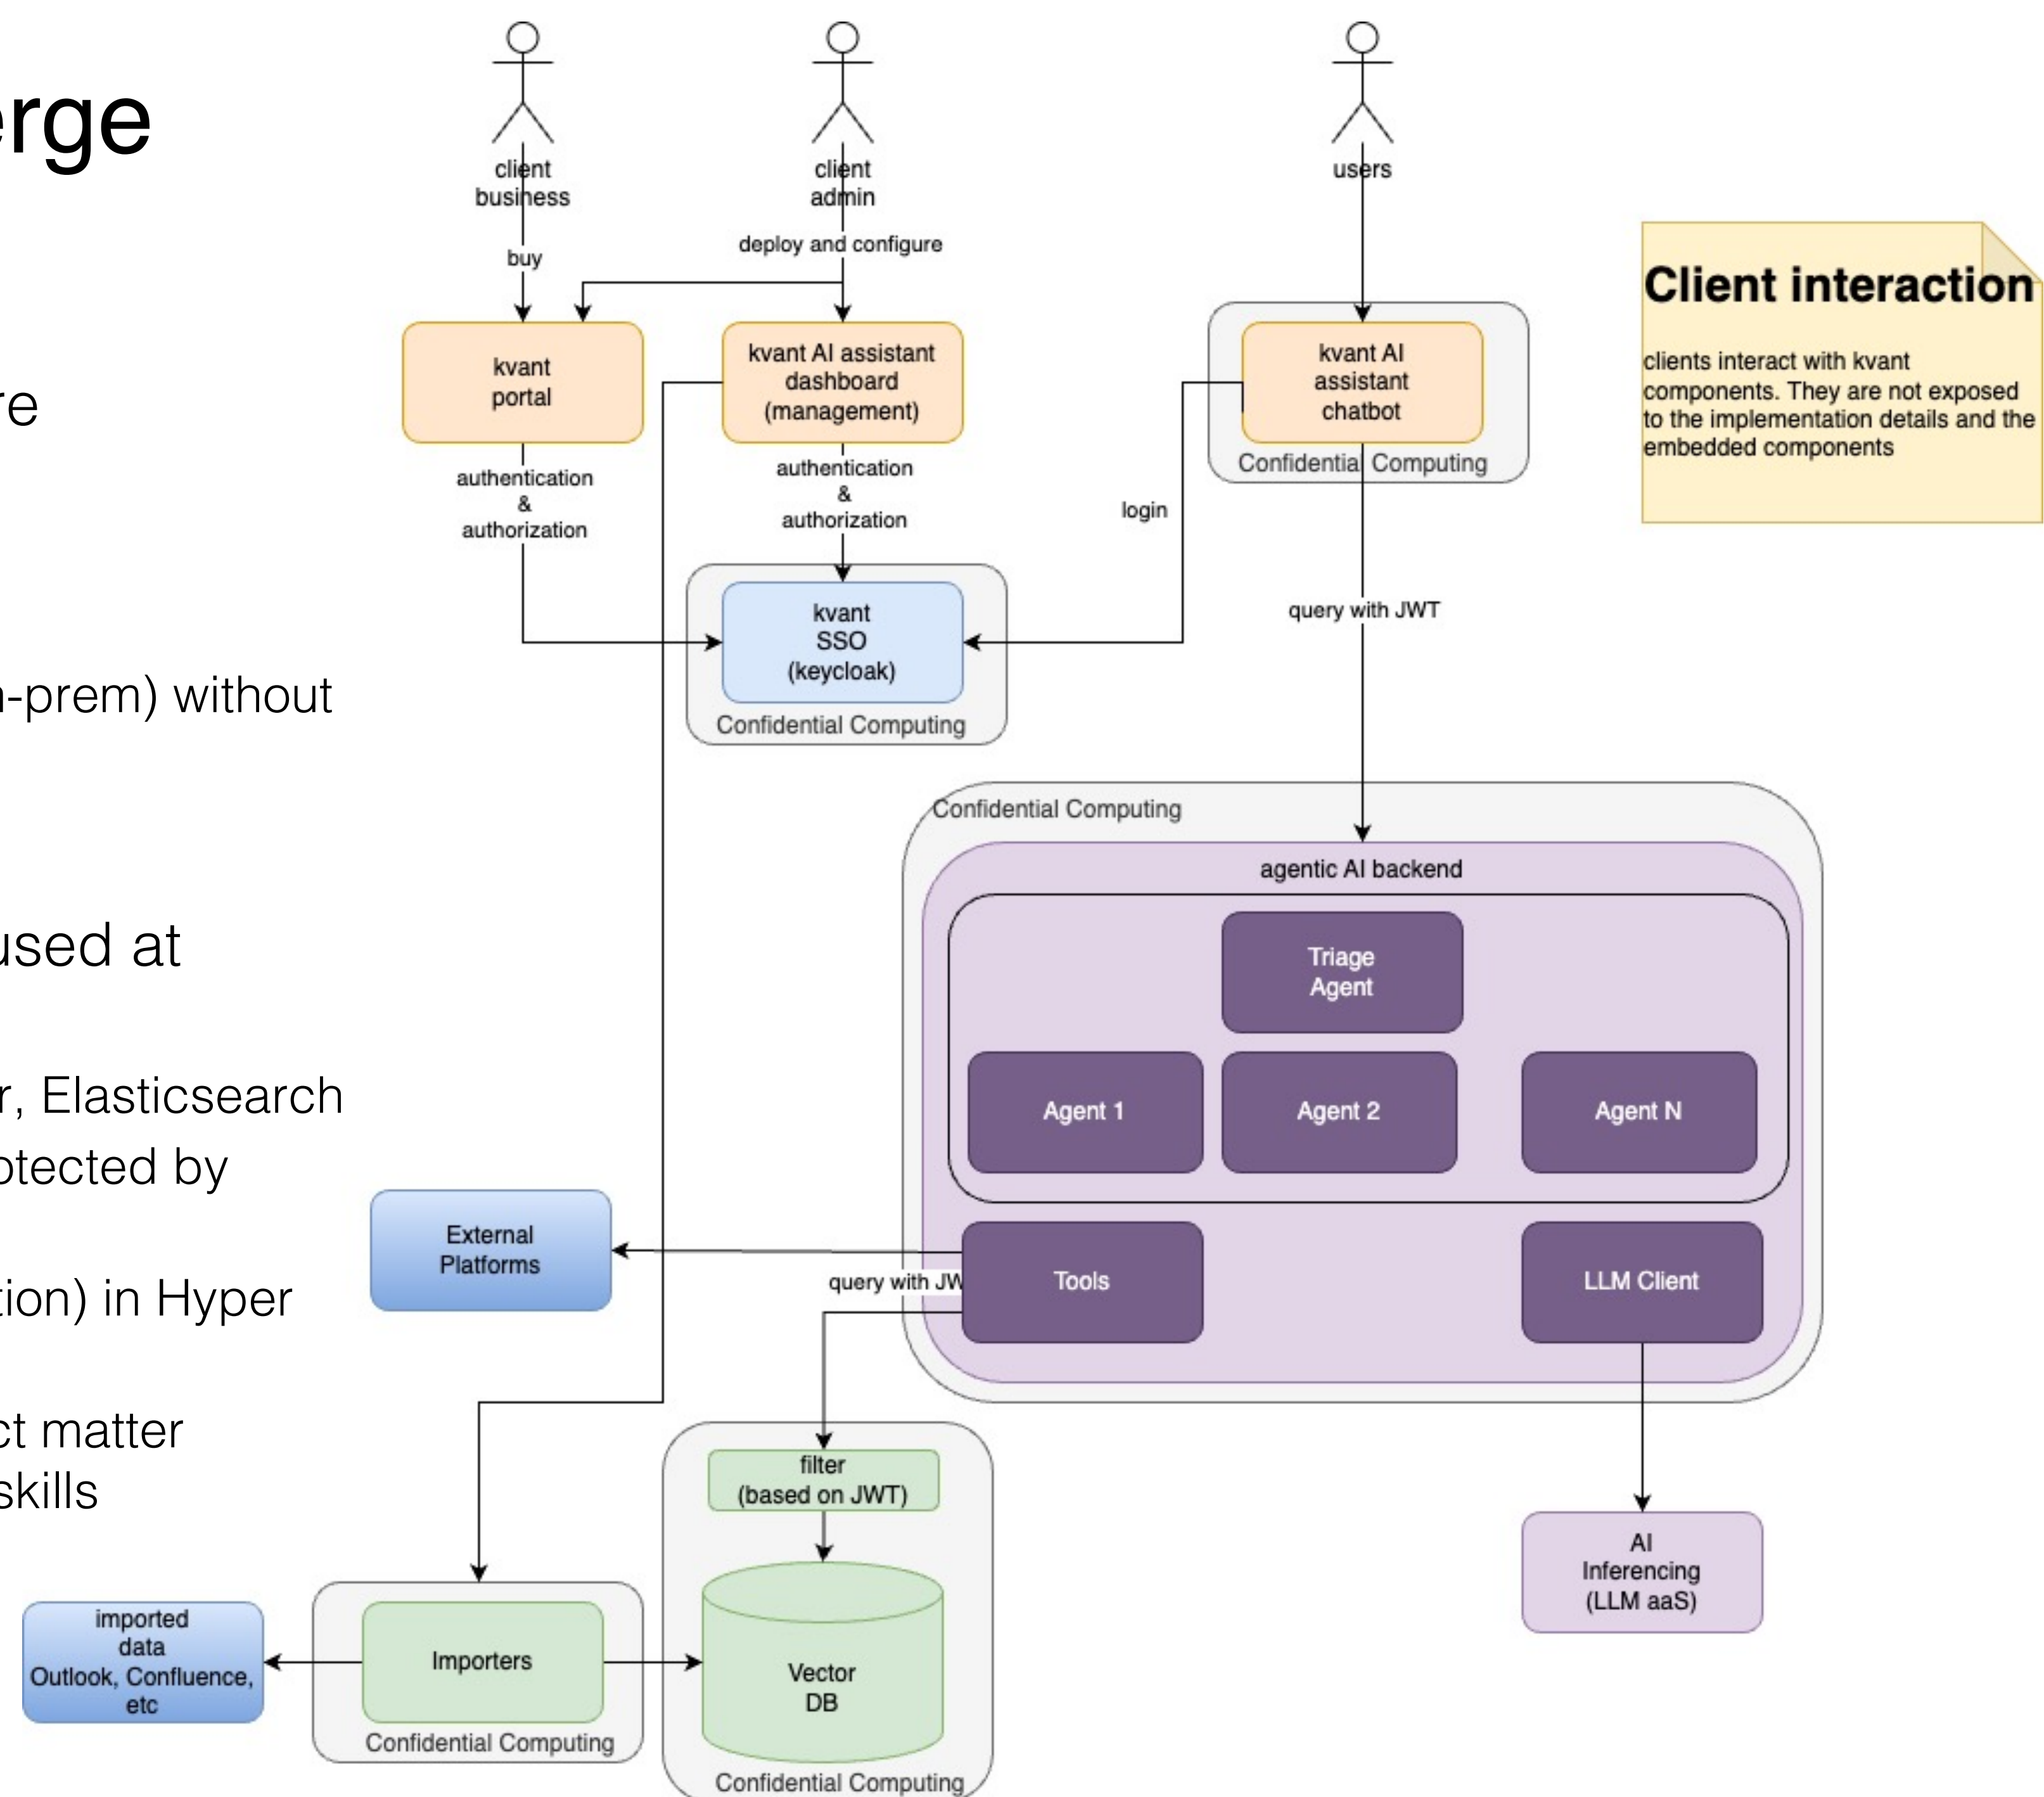 erge
re
n-prem) without
used at
r, Elasticsearch
otected by
tion) in Hyper
ct matter
skills
client
business
client
admin
users
buy
deploy and configure
kvant
portal
kvant AI assistant
dashboard
(management)
kvant AI
assistant
chatbot
Confidential Computing
Client interaction
clients interact with kvant
components. They are not exposed
to the implementation details and the
embedded components
authentication
&
authorization
authentication
&
authorization
login
query with JWT
kvant
SSO
(keycloak)
Confidential Computing
Confidential Computing
agentic AI backend
Triage
Agent
Agent 1
Agent 2
Agent N
External
Platforms
query with JW
Tools
LLM Client
filter
(based on JWT)
Vector
DB
Confidential Computing
AI
Inferencing
(LLM aaS)
imported
data
Outlook, Confluence,
etc
Importers
Confidential Computing